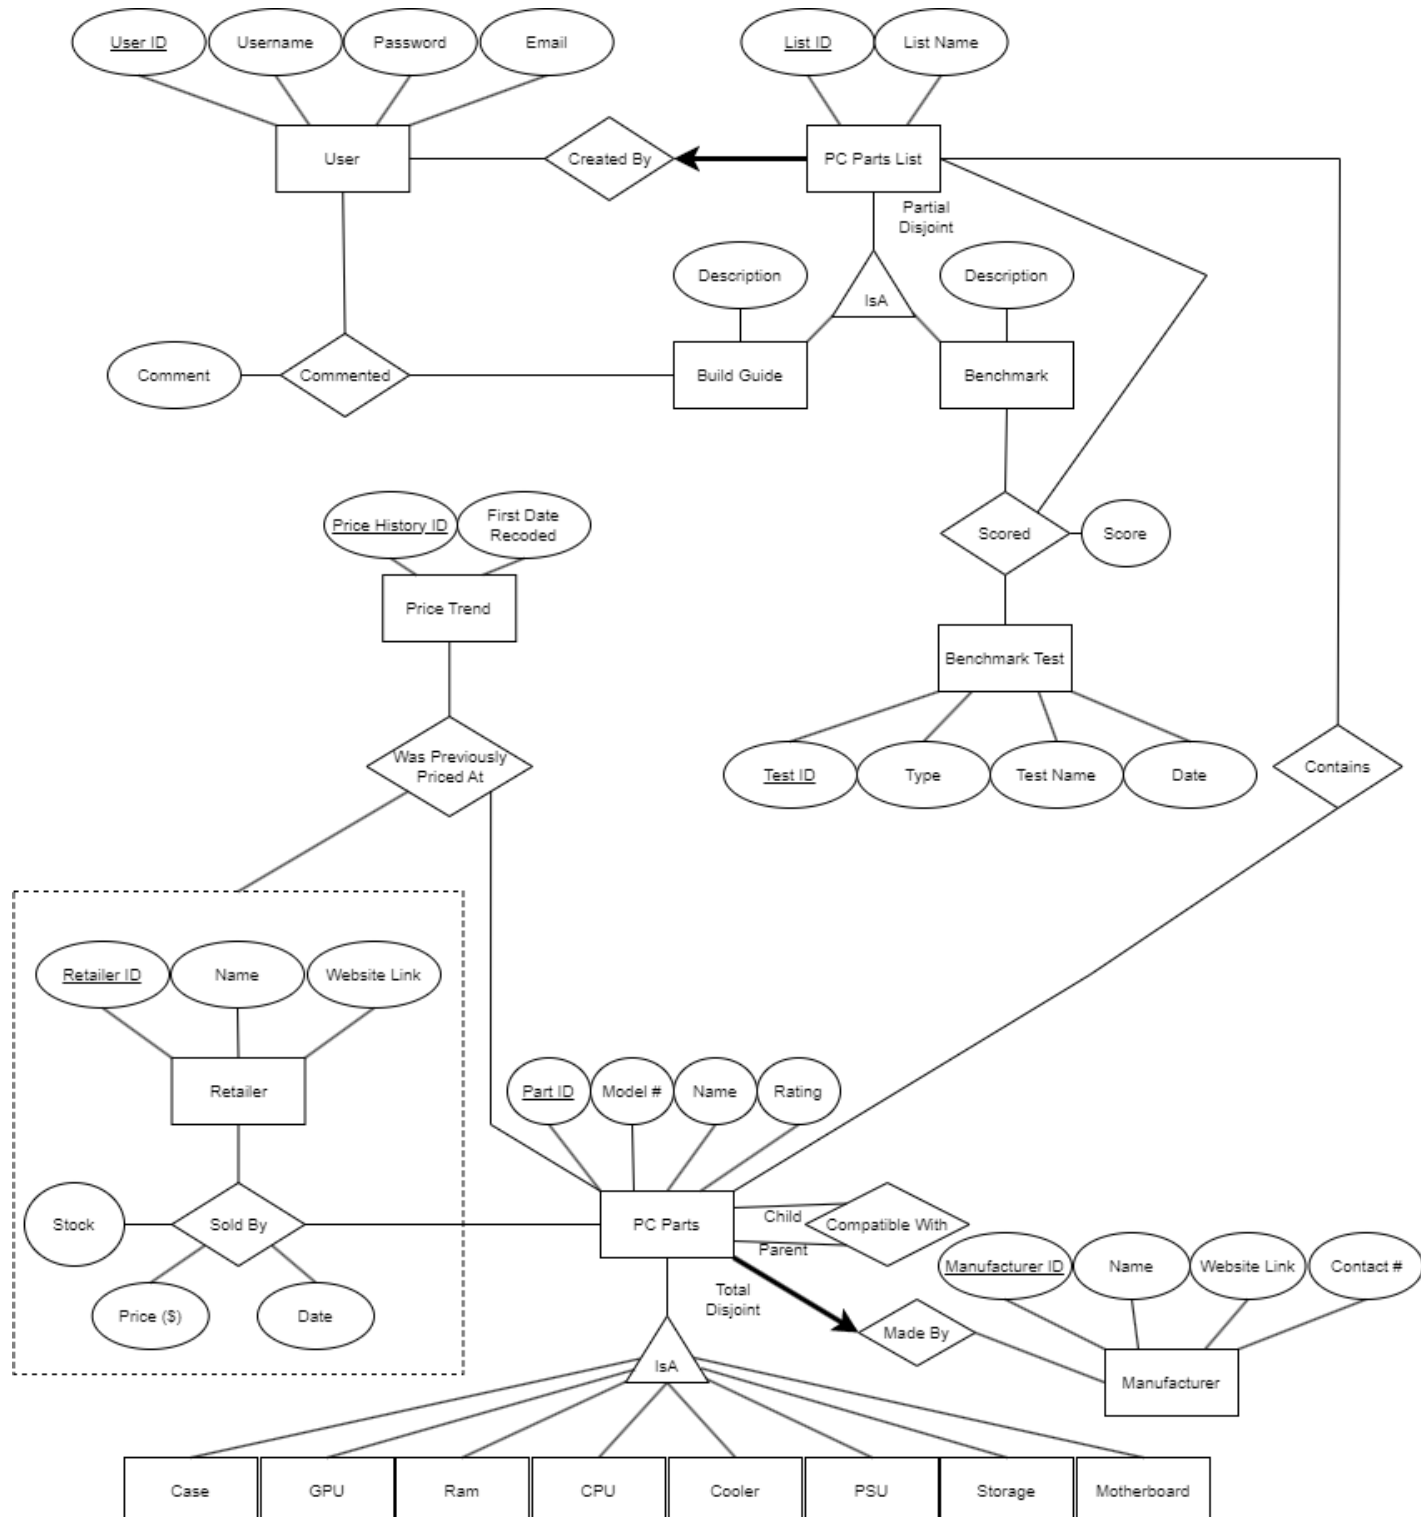 User ID
Username
Password
Email
List ID
List Name
User
Created By
PC Parts List
Partial
Disjoint
Description
IsA
Description
Comment
Commented
Build Guide
Benchmark
Price History ID
First Date
Recoded
Scored
Score
Price Trend
Benchmark Test
Was Previously
Priced At
Test ID
Type
Test Name
Date
Contains
Retailer ID
Name
Website Link
Retailer
Part ID
Model #
Name
Rating
Stock
Sold By
PC Parts
Child
Parent
Compatible With
Price ($)
Date
Total
Disjoint
Manufacturer ID
Name
Website Link
Contact #
Made By
IsA
Manufacturer
Case
GPU
Ram
CPU
Cooler
PSU
Storage
Motherboard